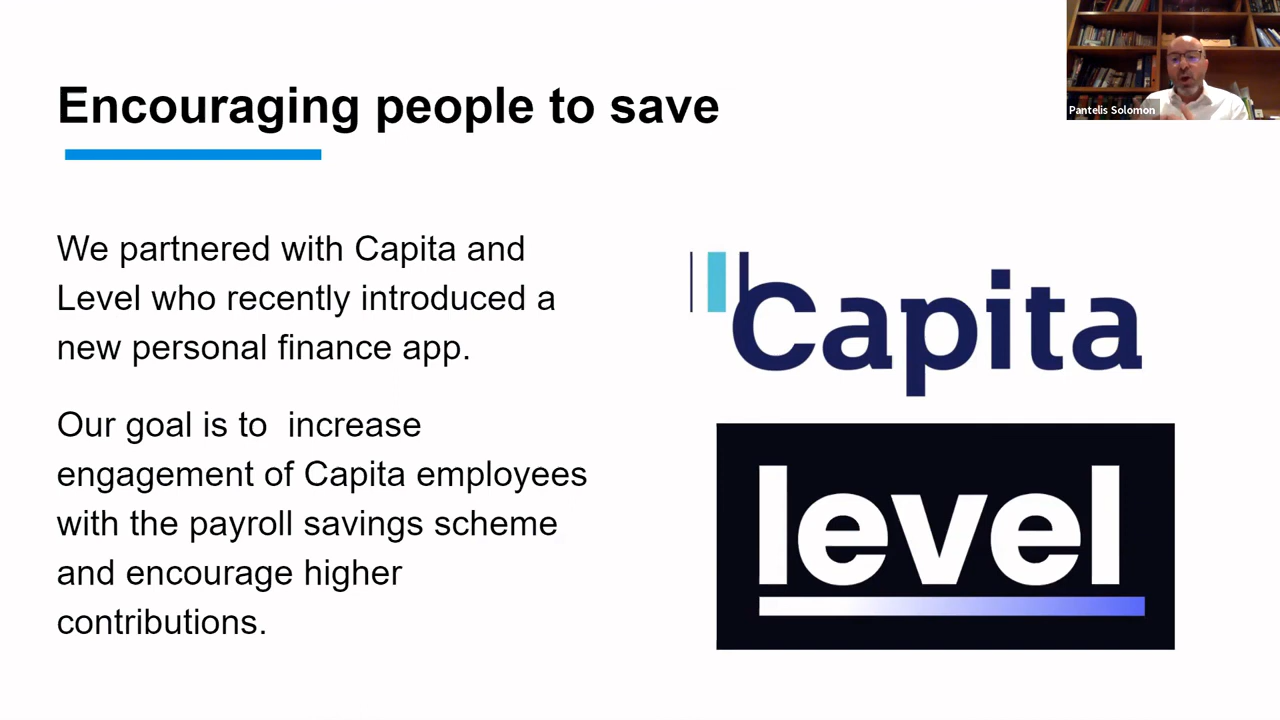 Encouraging people to save
Pantelis Solomon
We partnered with Capita and
Level who recently introduced a
new personal finance app.
Our goal is to  increase
engagement of Capita employees
with the payroll savings scheme
and encourage higher
contributions.
Capita
level